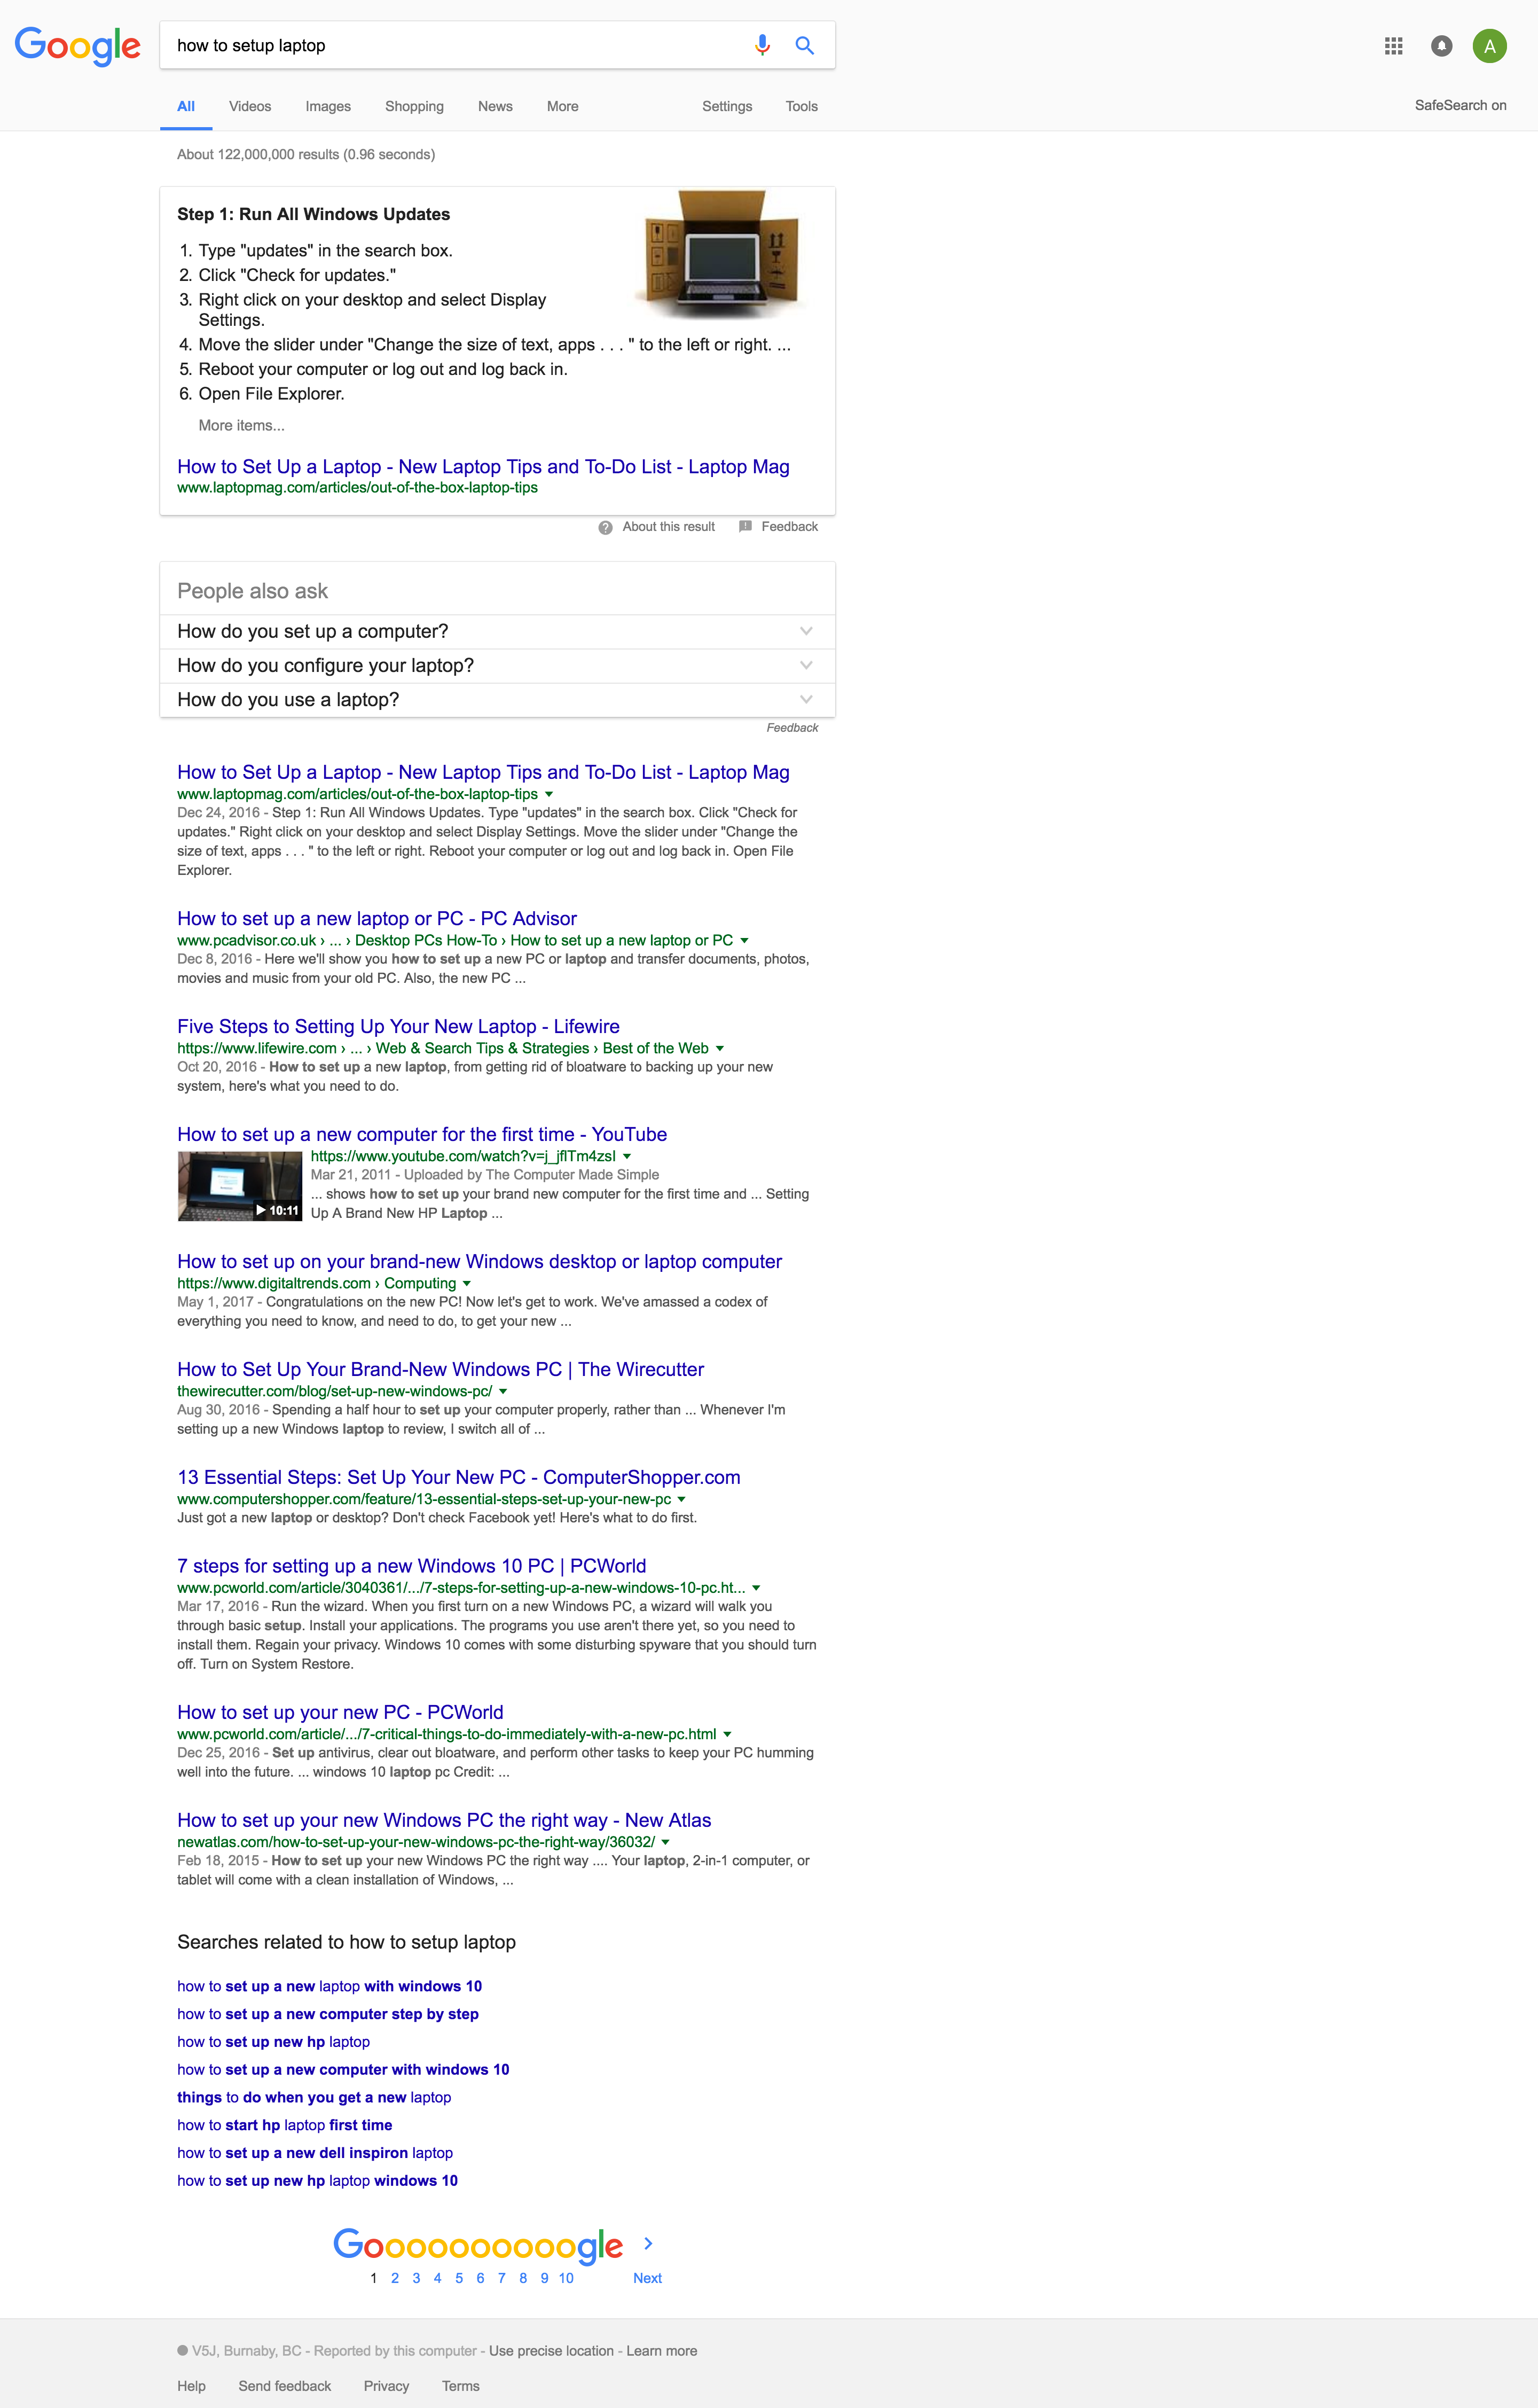 Google
how to setup laptop
A
All Videos Images Shopping News More Settings Tools
SafeSearch on
About 122,000,000 results (0.96 seconds)
Step 1: Run All Windows Updates
1. Type "updates" in the search box.
2. Click "Check for updates."
3. Right click on your desktop and select Display
Settings.
4. Move the slider under "Change the size of text, apps . . . " to the left or right. ...
5. Reboot your computer or log out and log back in.
6. Open File Explorer.
More items...
How to Set Up a Laptop - New Laptop Tips and To-Do List - Laptop Mag
www.laptopmag.com/articles/out-of-the-box-laptop-tips
About this result Feedback
People also ask
How do you set up a computer?
How do you configure your laptop?
How do you use a laptop?
Feedback
How to Set Up a Laptop - New Laptop Tips and To-Do List - Laptop Mag
www.laptopmag.com/articles/out-of-the-box-laptop-tips
Dec 24, 2016 - Step 1: Run All Windows Updates. Type "updates" in the search box. Click "Check for
updates." Right click on your desktop and select Display Settings. Move the slider under "Change the
size of text, apps . . . " to the left or right. Reboot your computer or log out and log back in. Open File
Explorer.
How to set up a new laptop or PC - PC Advisor
www.pcadvisor.co.uk › ... › Desktop PCs How-To › How to set up a new laptop or PC
Dec 8, 2016 - Here we'll show you how to set up a new PC or laptop and transfer documents, photos,
movies and music from your old PC. Also, the new PC ...
Five Steps to Setting Up Your New Laptop - Lifewire
https://www.lifewire.com › ... › Web & Search Tips & Strategies › Best of the Web
Oct 20, 2016 - How to set up a new laptop, from getting rid of bloatware to backing up your new
system, here's what you need to do.
How to set up a new computer for the first time - YouTube
https://www.youtube.com/watch?v=j_jflTm4zsI
Mar 21, 2011 - Uploaded by The Computer Made Simple
... shows how to set up your brand new computer for the first time and ... Setting
Up A Brand New HP Laptop ...
10:11
How to set up on your brand-new Windows desktop or laptop computer
https://www.digitaltrends.com › Computing
May 1, 2017 - Congratulations on the new PC! Now let's get to work. We've amassed a codex of
everything you need to know, and need to do, to get your new ...
How to Set Up Your Brand-New Windows PC | The Wirecutter
thewirecutter.com/blog/set-up-new-windows-pc/
Aug 30, 2016 - Spending a half hour to set up your computer properly, rather than ... Whenever I'm
setting up a new Windows laptop to review, I switch all of ...
13 Essential Steps: Set Up Your New PC - ComputerShopper.com
www.computershopper.com/feature/13-essential-steps-set-up-your-new-pc
Just got a new laptop or desktop? Don't check Facebook yet! Here's what to do first.
7 steps for setting up a new Windows 10 PC | PCWorld
www.pcworld.com/article/3040361/.../7-steps-for-setting-up-a-new-windows-10-pc.ht...
Mar 17, 2016 - Run the wizard. When you first turn on a new Windows PC, a wizard will walk you
through basic setup. Install your applications. The programs you use aren't there yet, so you need to
install them. Regain your privacy. Windows 10 comes with some disturbing spyware that you should turn
off. Turn on System Restore.
How to set up your new PC - PCWorld
www.pcworld.com/article/.../7-critical-things-to-do-immediately-with-a-new-pc.html
Dec 25, 2016 - Set up antivirus, clear out bloatware, and perform other tasks to keep your PC humming
well into the future. ... windows 10 laptop pc Credit: ...
How to set up your new Windows PC the right way - New Atlas
newatlas.com/how-to-set-up-your-new-windows-pc-the-right-way/36032/
Feb 18, 2015 - How to set up your new Windows PC the right way .... Your laptop, 2-in-1 computer, or
tablet will come with a clean installation of Windows, ...
Searches related to how to setup laptop
how to set up a new laptop with windows 10
how to set up a new computer step by step
how to set up new hp laptop
how to set up a new computer with windows 10
things to do when you get a new laptop
how to start hp laptop first time
how to set up a new dell inspiron laptop
how to set up new hp laptop windows 10
Goooooooooogle
1 2 3 4 5 6 7 8 9 10 Next
V5J, Burnaby, BC - Reported by this computer - Use precise location - Learn more
Help Send feedback Privacy Terms